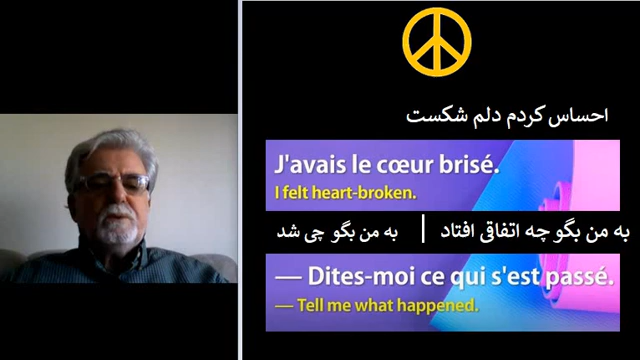 احساس کردم دلم شکست
J'avais le cœur brisé.
I felt heart-broken.
به من بگو چه اتفاقی افتاد | به من بگو چی شد
— Dites-moi ce qui s'est passé.
— Tell me what happened.